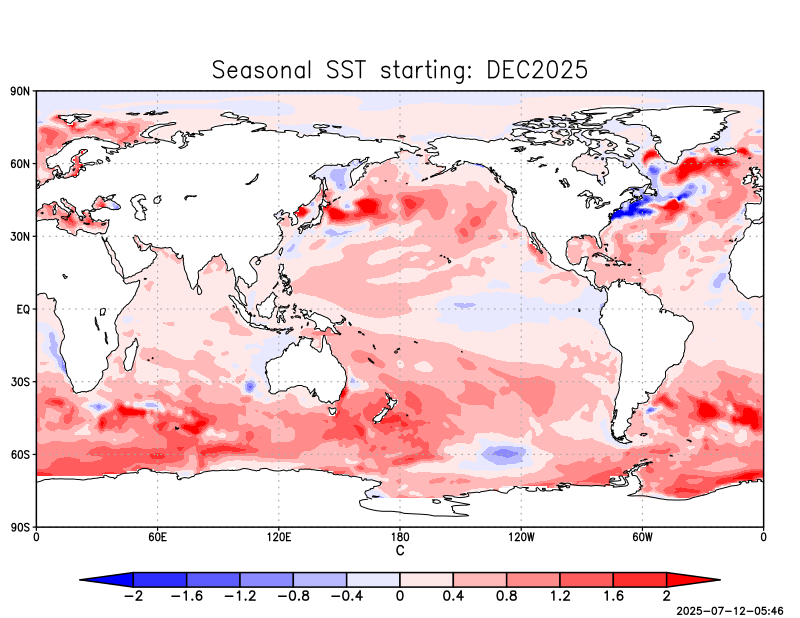 Seasonal SST starting: DEC2025
90N
60N
30N
EQ
30S
60S
90S
0 60E 120E 180 120W 60W 0
C
-2 -1.6 -1.2 -0.8 -0.4 0 0.4 0.8 1.2 1.6 2
2025-07-12-05:46